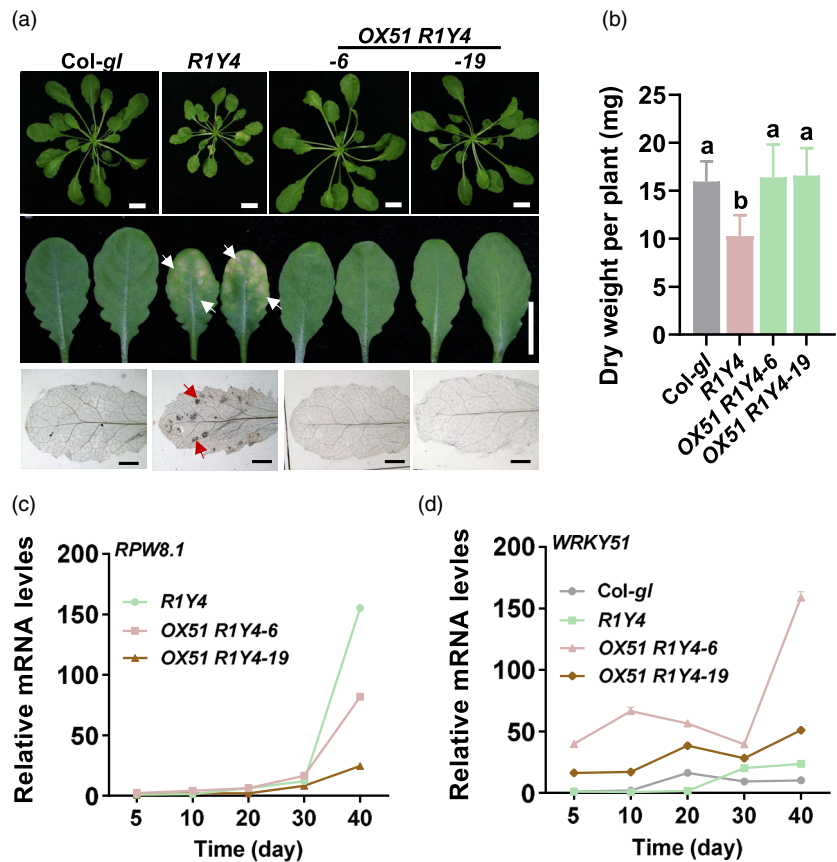 (a)
OX51 R1Y4
Col-gl R1Y4 -6 -19
(b)
Dry weight per plant (mg)
25
20
15
10
5
0
a
b
a
a
Col-gl
R1Y4
OX51 R1Y4-6
OX51 R1Y4-19
(c)
RPW8.1
Relative mRNA levles
200
150
100
50
0
R1Y4
OX51 R1Y4-6
OX51 R1Y4-19
5 10 20 30 40
Time (day)
(d)
WRKY51
Relative mRNA levles
200
150
100
50
0
Col-gl
R1Y4
OX51 R1Y4-6
OX51 R1Y4-19
5 10 20 30 40
Time (day)